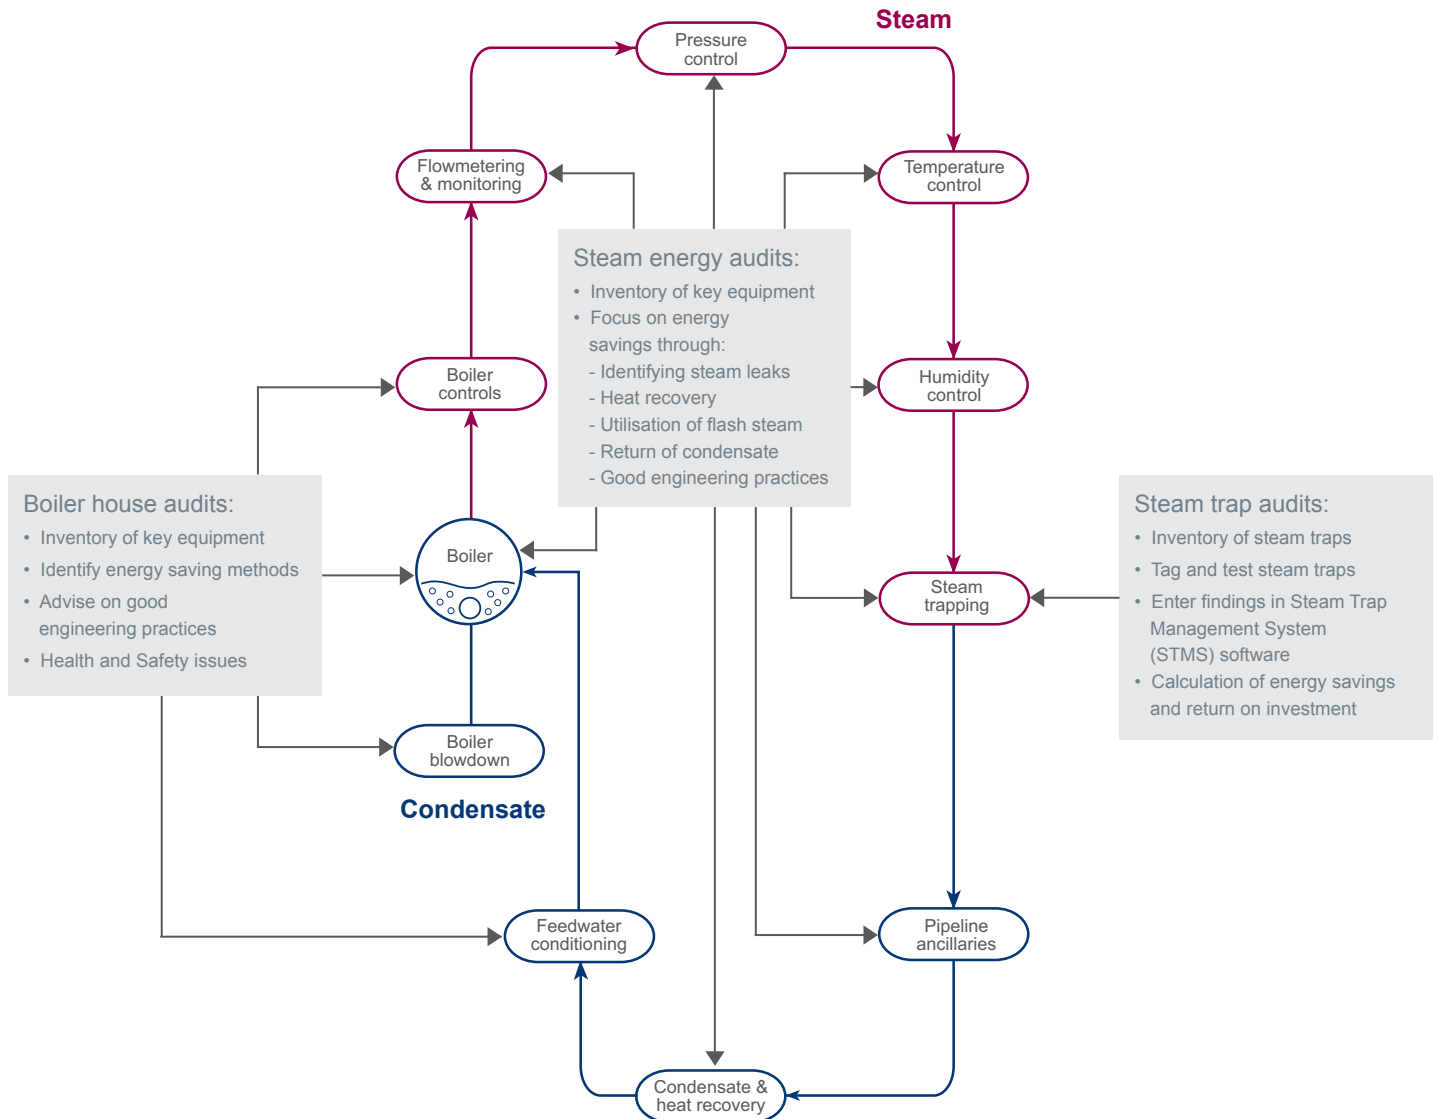 Steam
Pressure
control
Flowmetering
& monitoring
Temperature
control
Steam energy audits:
• Inventory of key equipment
• Focus on energy
savings through:
- Identifying steam leaks
- Heat recovery
- Utilisation of flash steam
- Return of condensate
- Good engineering practices
Boiler
controls
Humidity
control
Boiler house audits:
• Inventory of key equipment
• Identify energy saving methods
• Advise on good
engineering practices
• Health and Safety issues
Boiler
Steam
trapping
Steam trap audits:
• Inventory of steam traps
• Tag and test steam traps
• Enter findings in Steam Trap
Management System
(STMS) software
• Calculation of energy savings
and return on investment
Boiler
blowdown
Condensate
Feedwater
conditioning
Pipeline
ancillaries
Condensate &
heat recovery